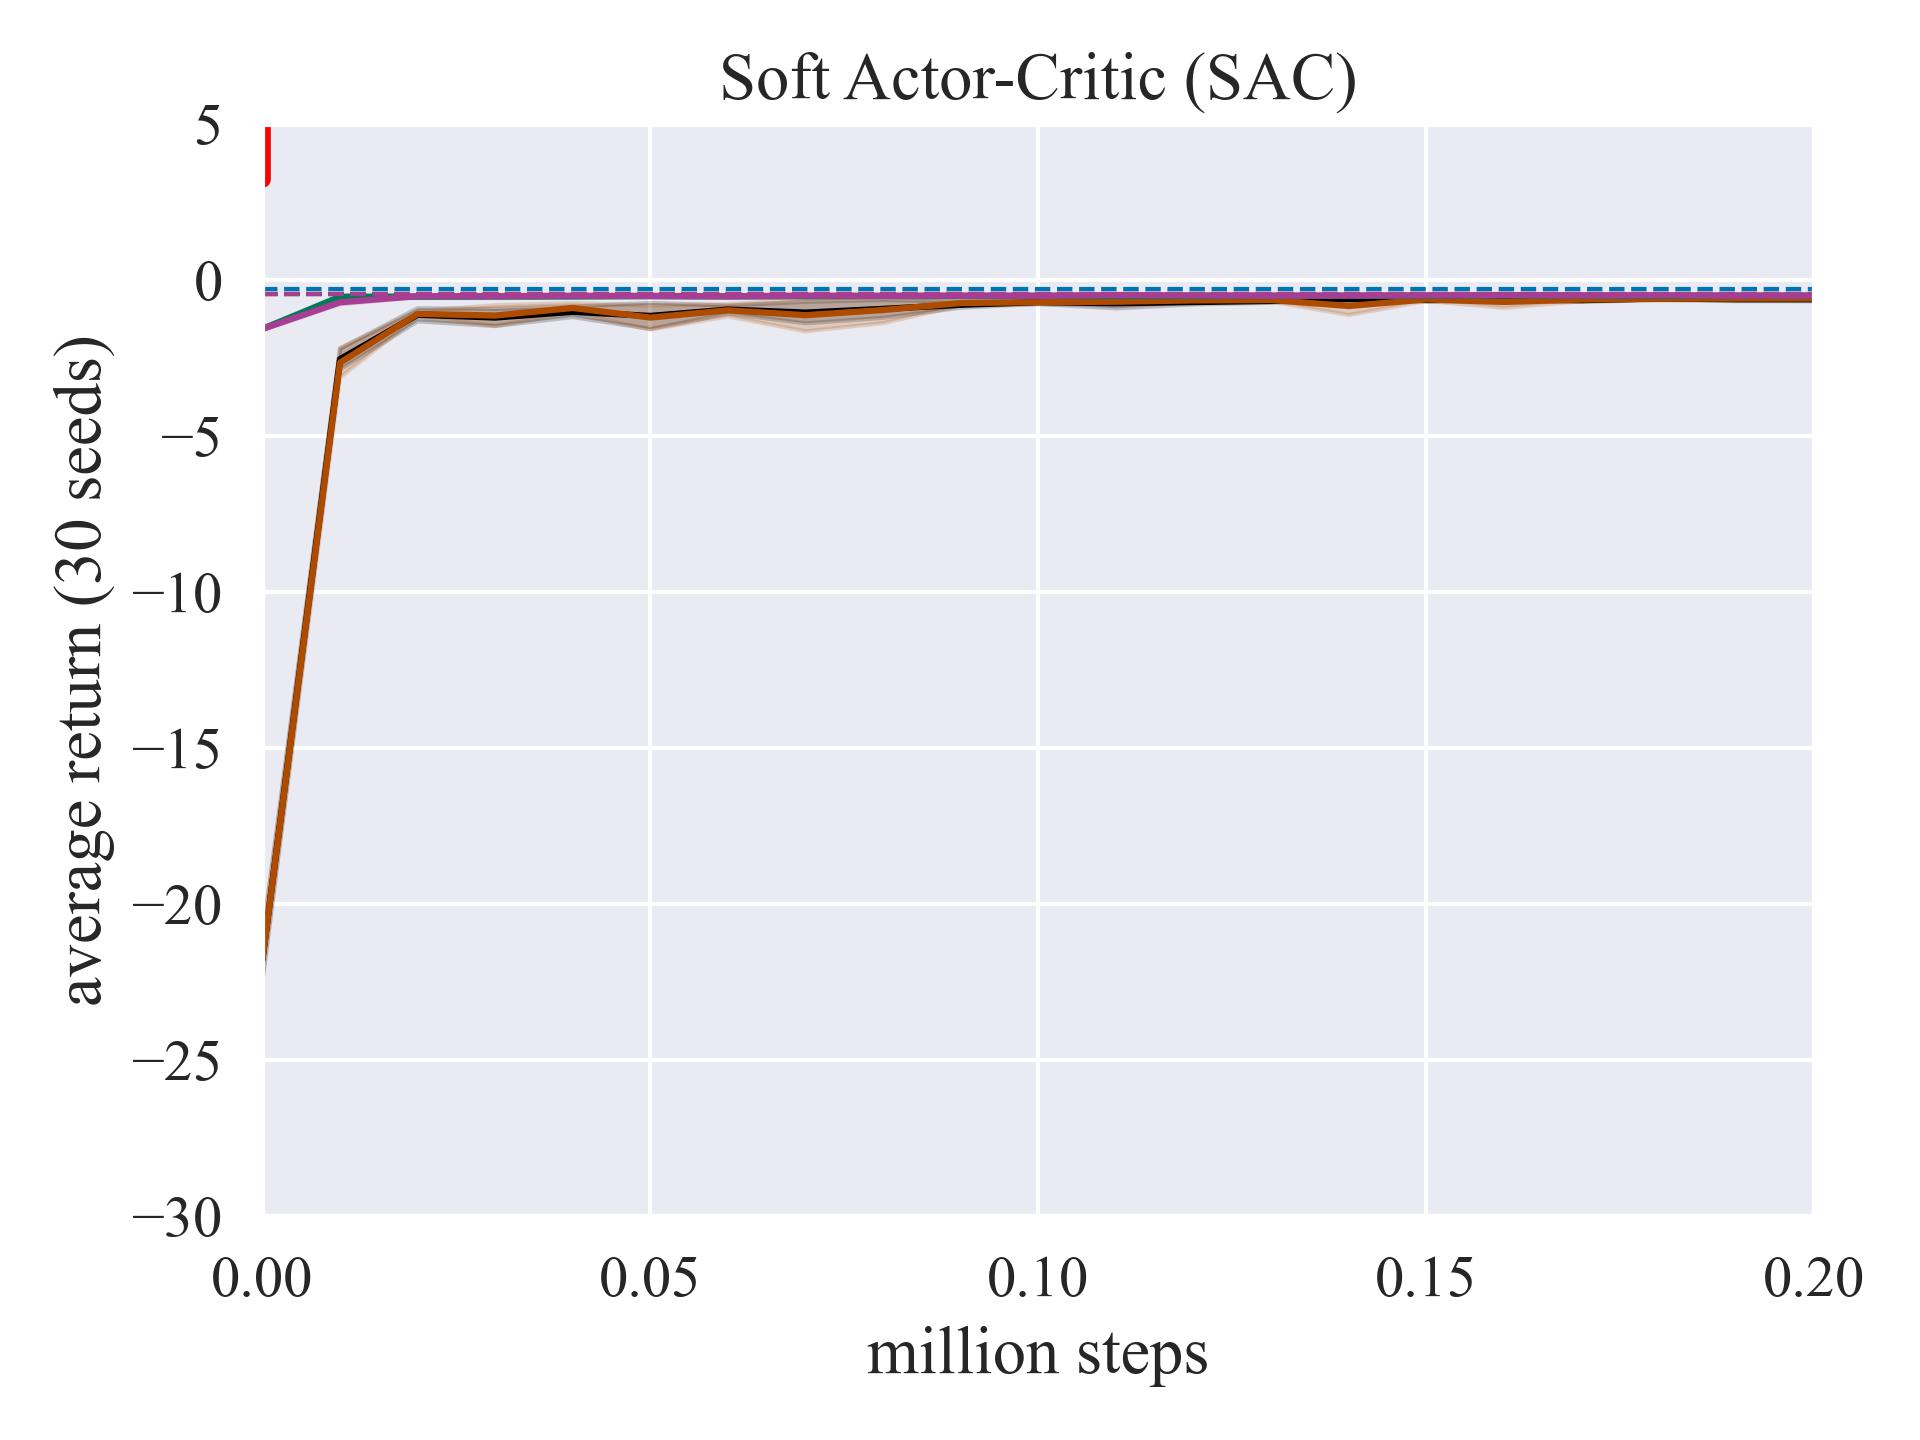 Soft Actor-Critic (SAC)
5
0
−5
−10
−15
−20
−25
−30
average return (30 seeds)
0.00 0.05 0.10 0.15 0.20
million steps